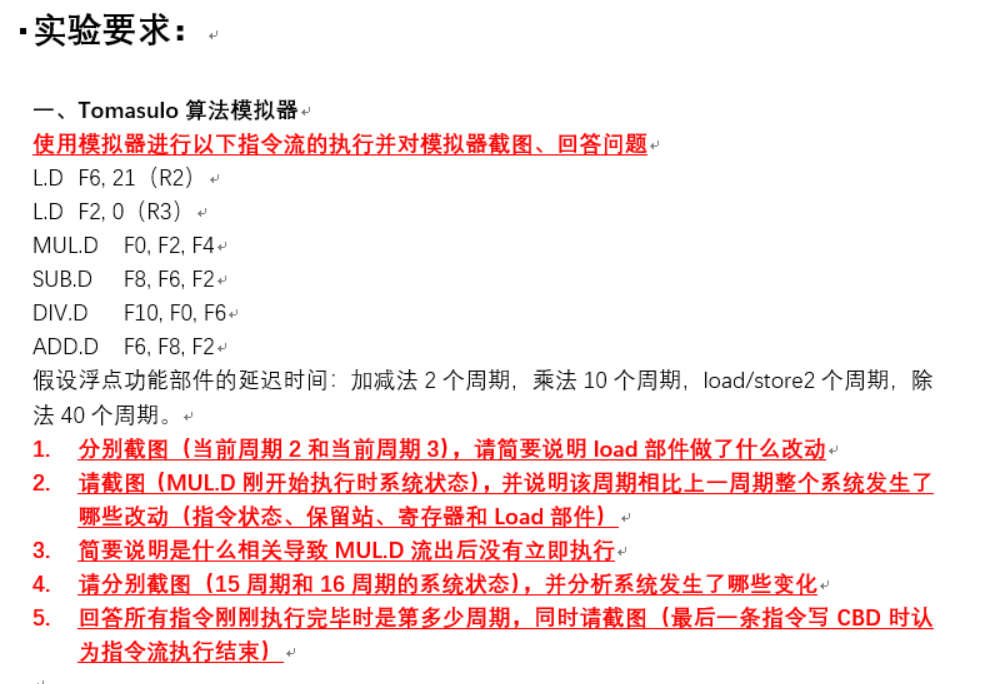 ▪实验要求：
一、Tomasulo 算法模拟器
使用模拟器进行以下指令流的执行并对模拟器截图、回答问题
L.D F6, 21（R2）
L.D F2, 0（R3）
MUL.D F0, F2, F4
SUB.D F8, F6, F2
DIV.D F10, F0, F6
ADD.D F6, F8, F2
假设浮点功能部件的延迟时间：加减法 2 个周期，乘法 10 个周期，load/store2 个周期，除
法 40 个周期。
1. 分别截图（当前周期 2 和当前周期 3），请简要说明 load 部件做了什么改动
2. 请截图（MUL.D 刚开始执行时系统状态），并说明该周期相比上一周期整个系统发生了
哪些改动（指令状态、保留站、寄存器和 Load 部件）
3. 简要说明是什么相关导致 MUL.D 流出后没有立即执行
4. 请分别截图（15 周期和 16 周期的系统状态），并分析系统发生了哪些变化
5. 回答所有指令刚刚执行完毕时是第多少周期，同时请截图（最后一条指令写 CBD 时认
为指令流执行结束）